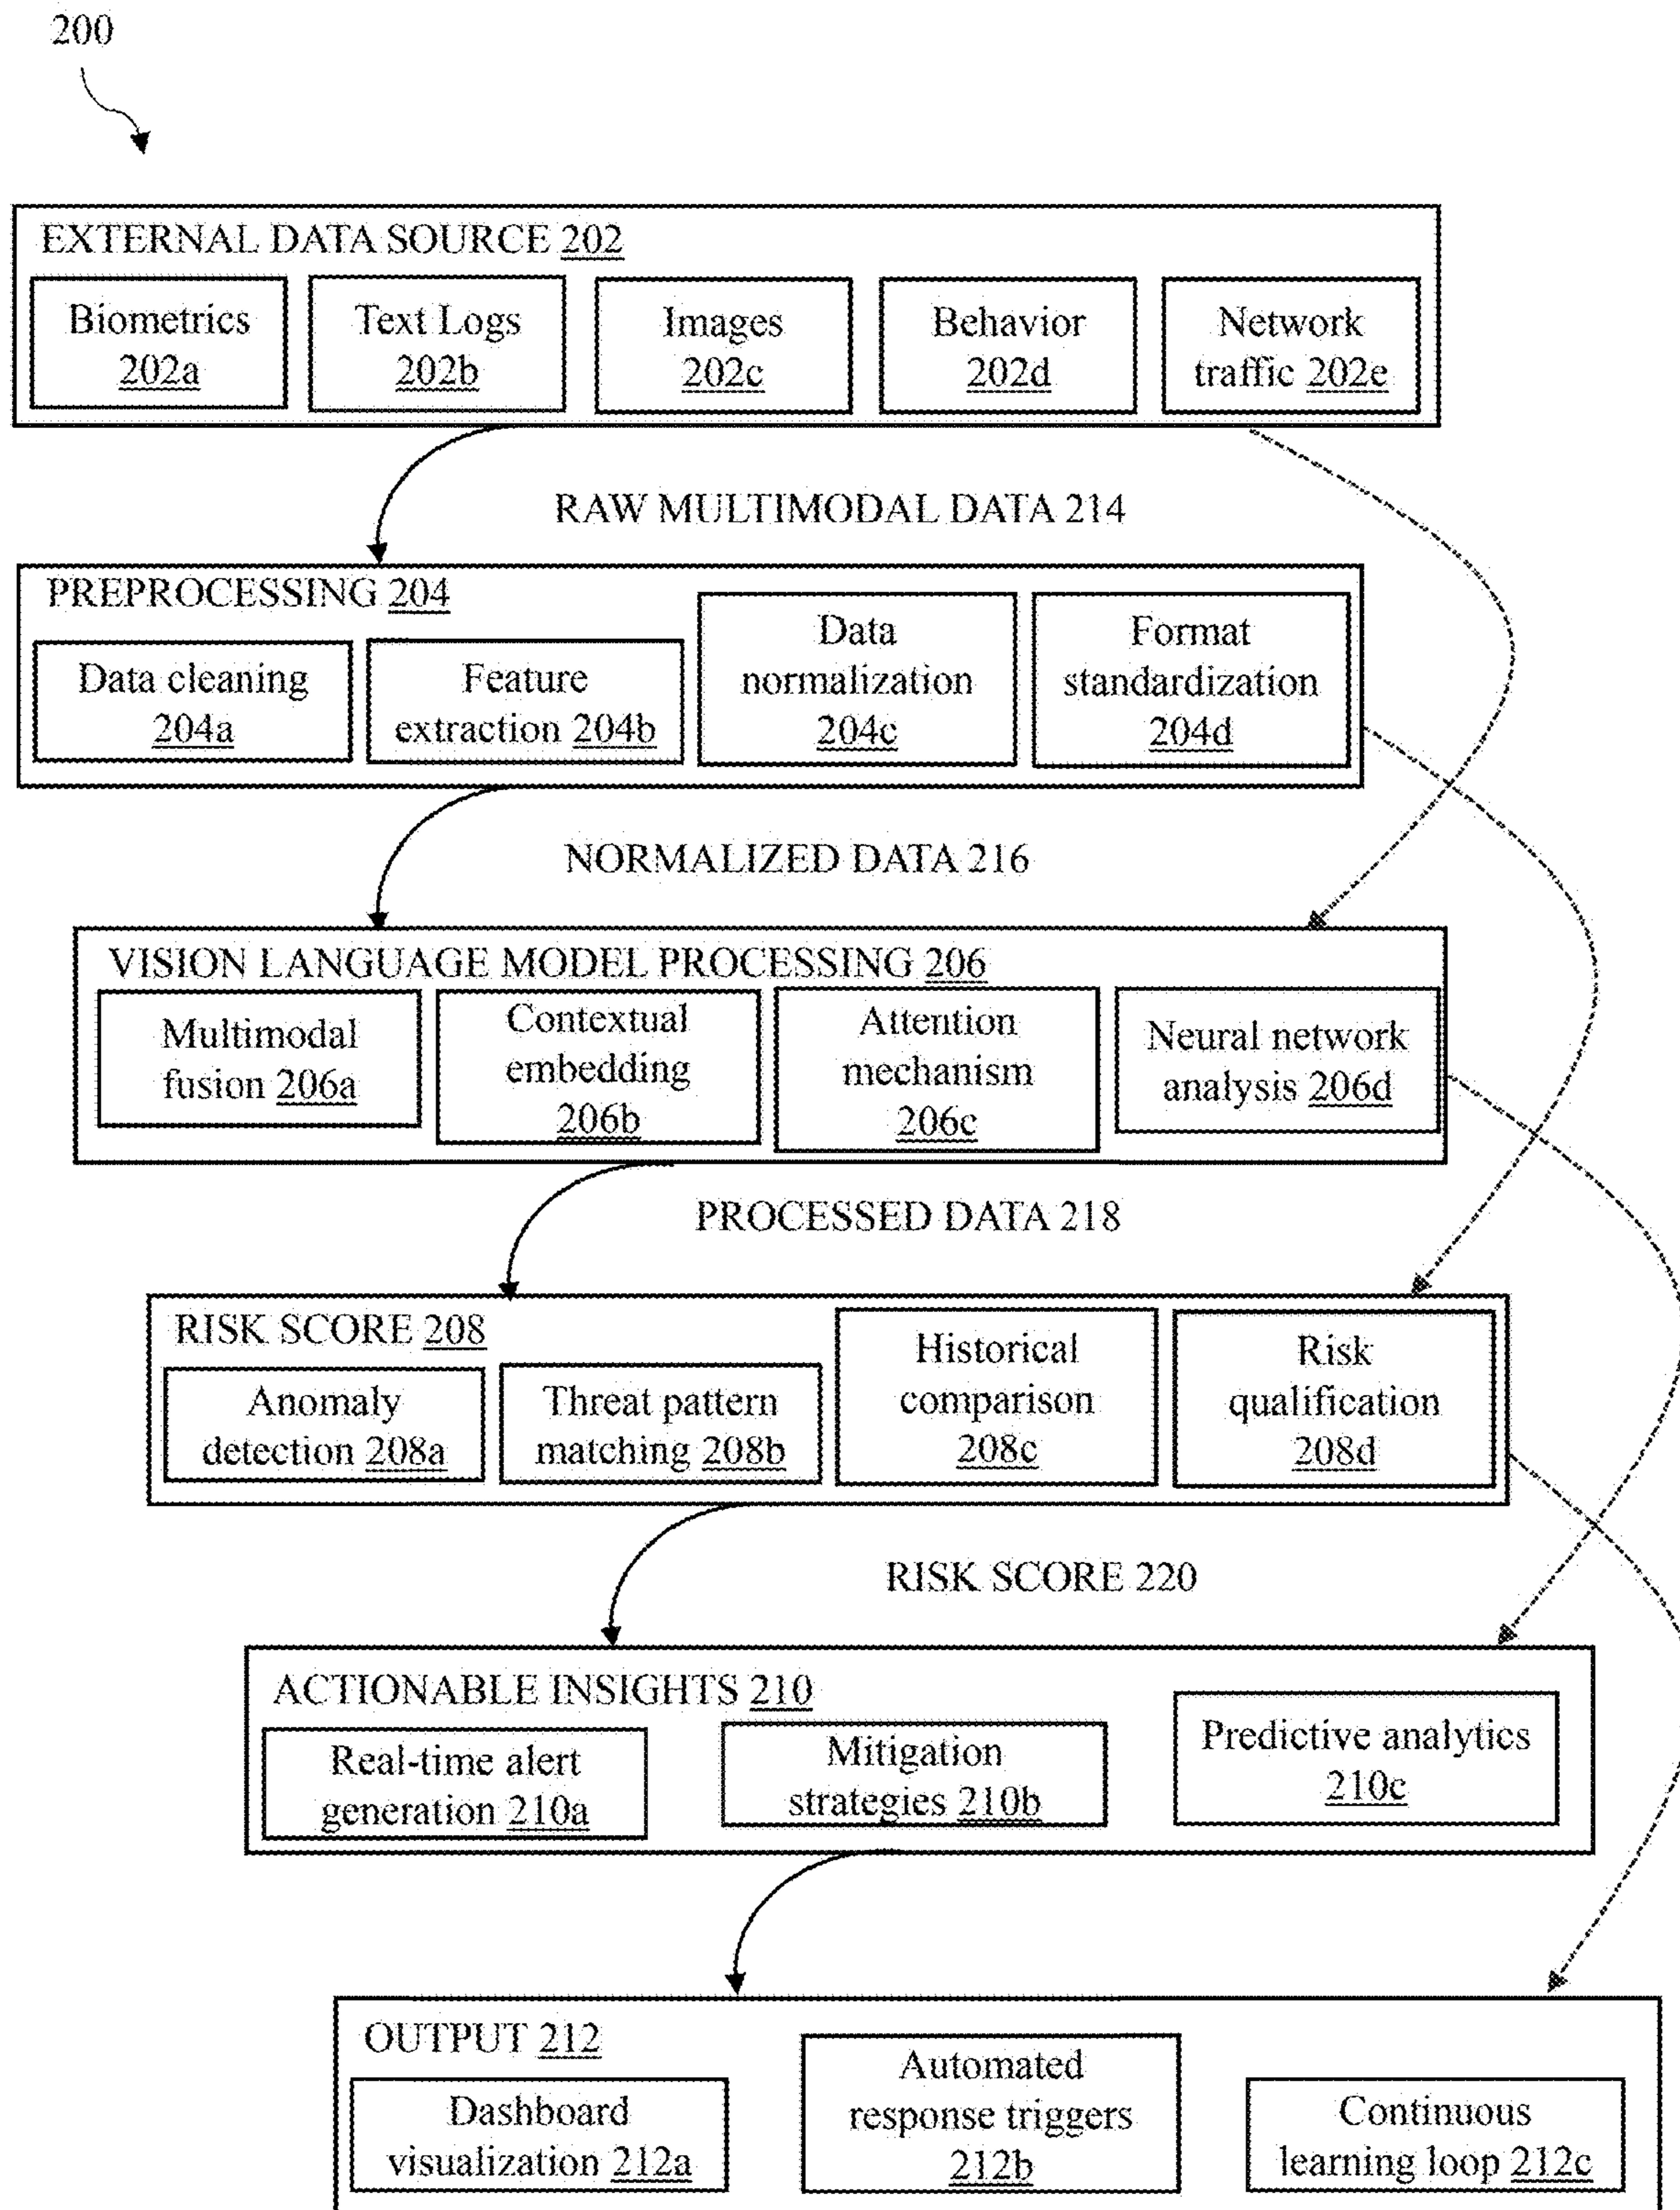 200
EXTERNAL DATA SOURCE 202
Biometrics
202a
Text Logs
202b
Images
202c
Behavior
202d
Network
traffic 202e
RAW MULTIMODAL DATA 214
PREPROCESSING 204
Data cleaning
204a
Feature
extraction 204b
Data
normalization
204c
Format
standardization
204d
NORMALIZED DATA 216
VISION LANGUAGE MODEL PROCESSING 206
Multimodal
fusion 206a
Contextual
embedding
206b
Attention
mechanism
206c
Neural network
analysis 206d
PROCESSED DATA 218
RISK SCORE 208
Anomaly
detection 208a
Threat pattern
matching 208b
Historical
comparison
208c
Risk
qualification
208d
RISK SCORE 220
ACTIONABLE INSIGHTS 210
Real-time alert
generation 210a
Mitigation
strategies 210b
Predictive analytics
210c
OUTPUT 212
Dashboard
visualization 212a
Automated
response triggers
212b
Continuous
learning loop 212c